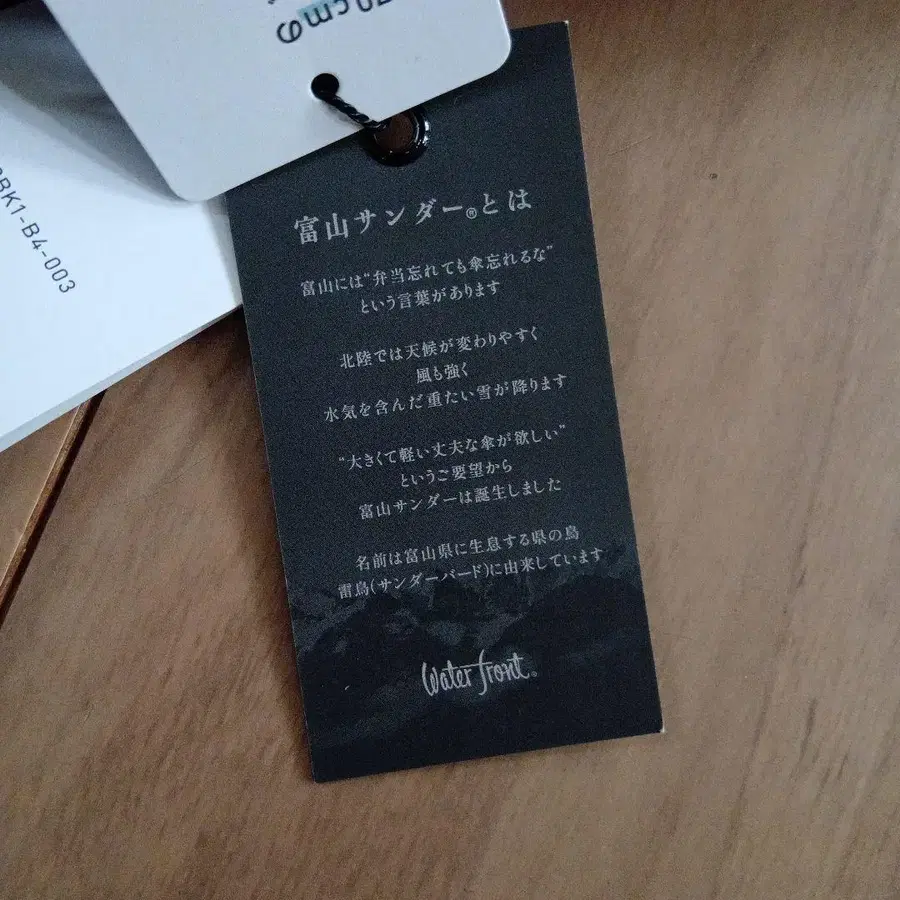 富山サンダー®とは
富山には“弁当忘れても傘忘れるな”
という言葉があります
北陸では天候が変わりやすく
風も強く
水気を含んだ重たい雪が降ります
“大きくて軽い丈夫な傘が欲しい”
というご要望から
富山サンダーは誕生しました
名前は富山県に生息する県の鳥
雷鳥(サンダーバード)に由来しています
Water front®
BK1-B4-003
70cm